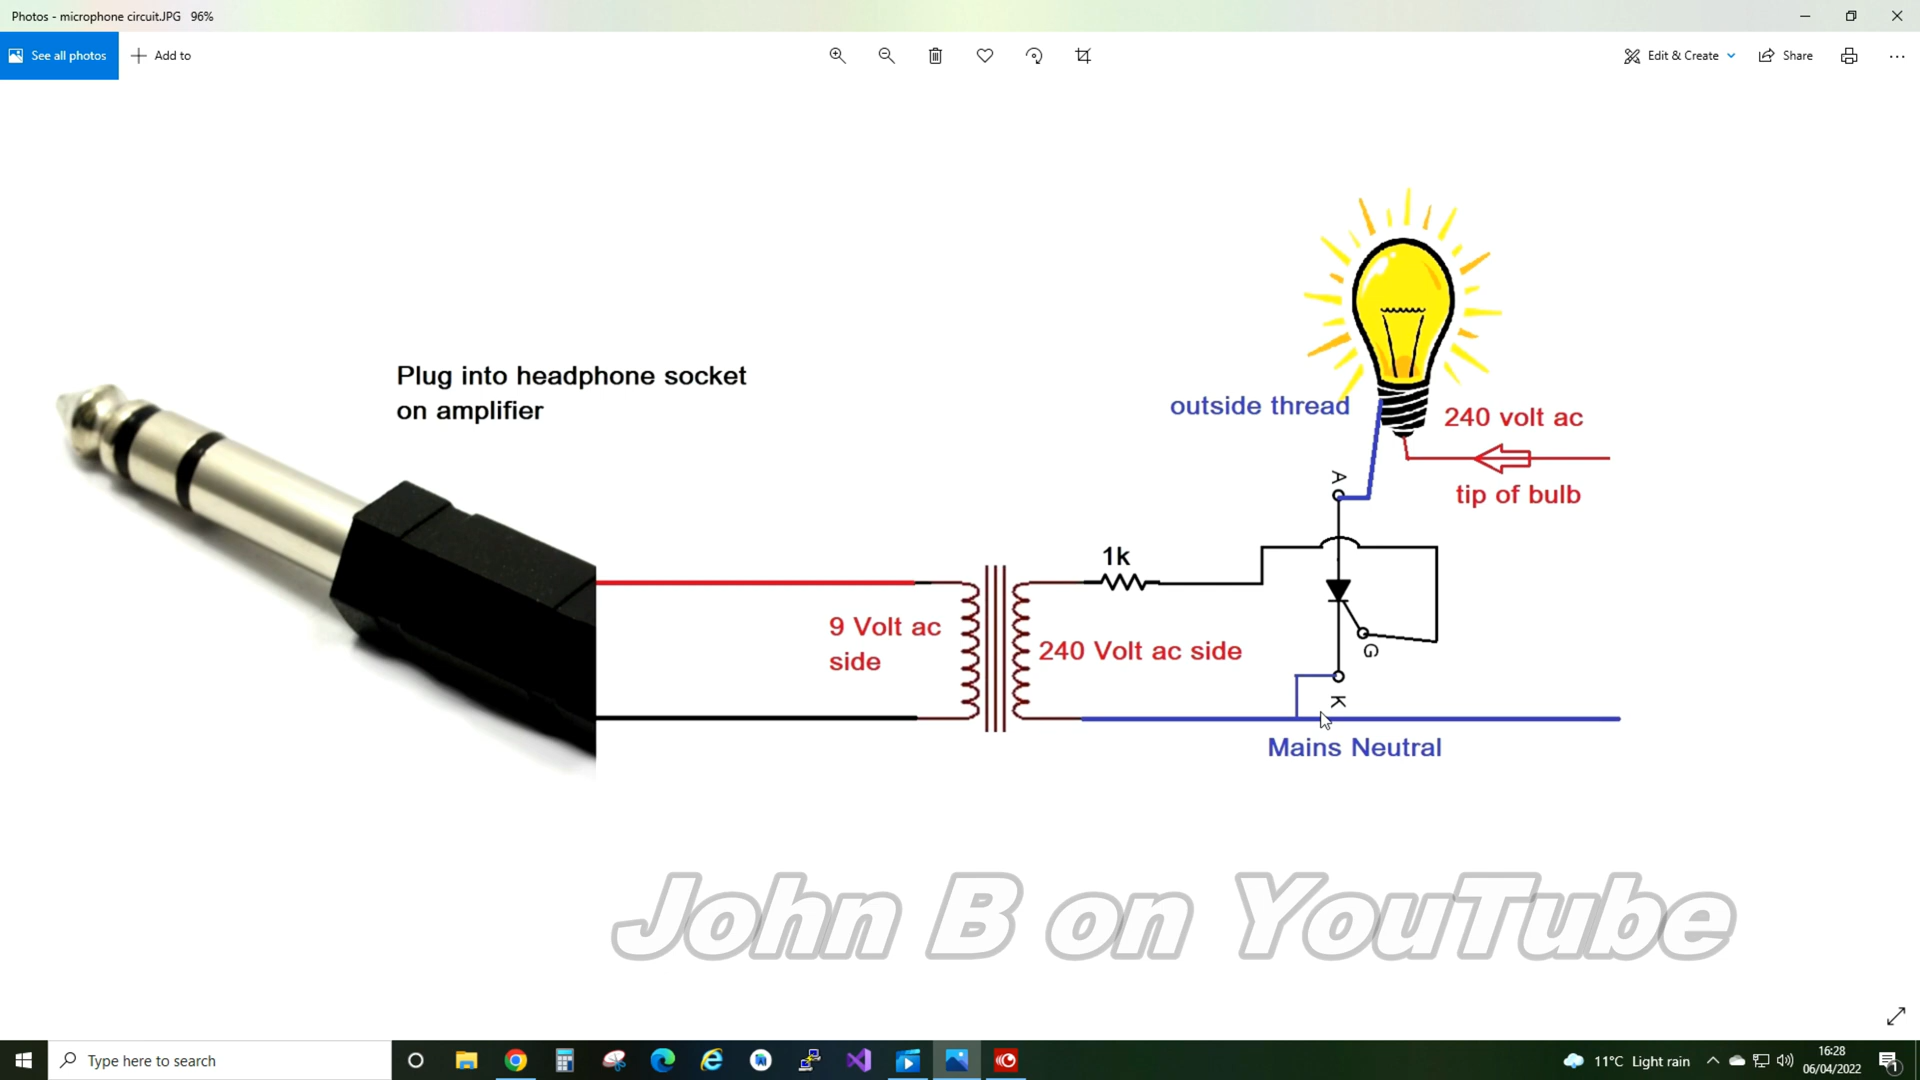 Photos - microphone circuit.JPG 96%
See all photos
Add to
Edit & Create
Share
Plug into headphone socket
on amplifier
outside thread
240 volt ac
tip of bulb
A
1k
9 Volt ac
side
240 Volt ac side
G
K
Mains Neutral
John B on YouTube
Type here to search
11°C Light rain
16:28
06/04/2022
1